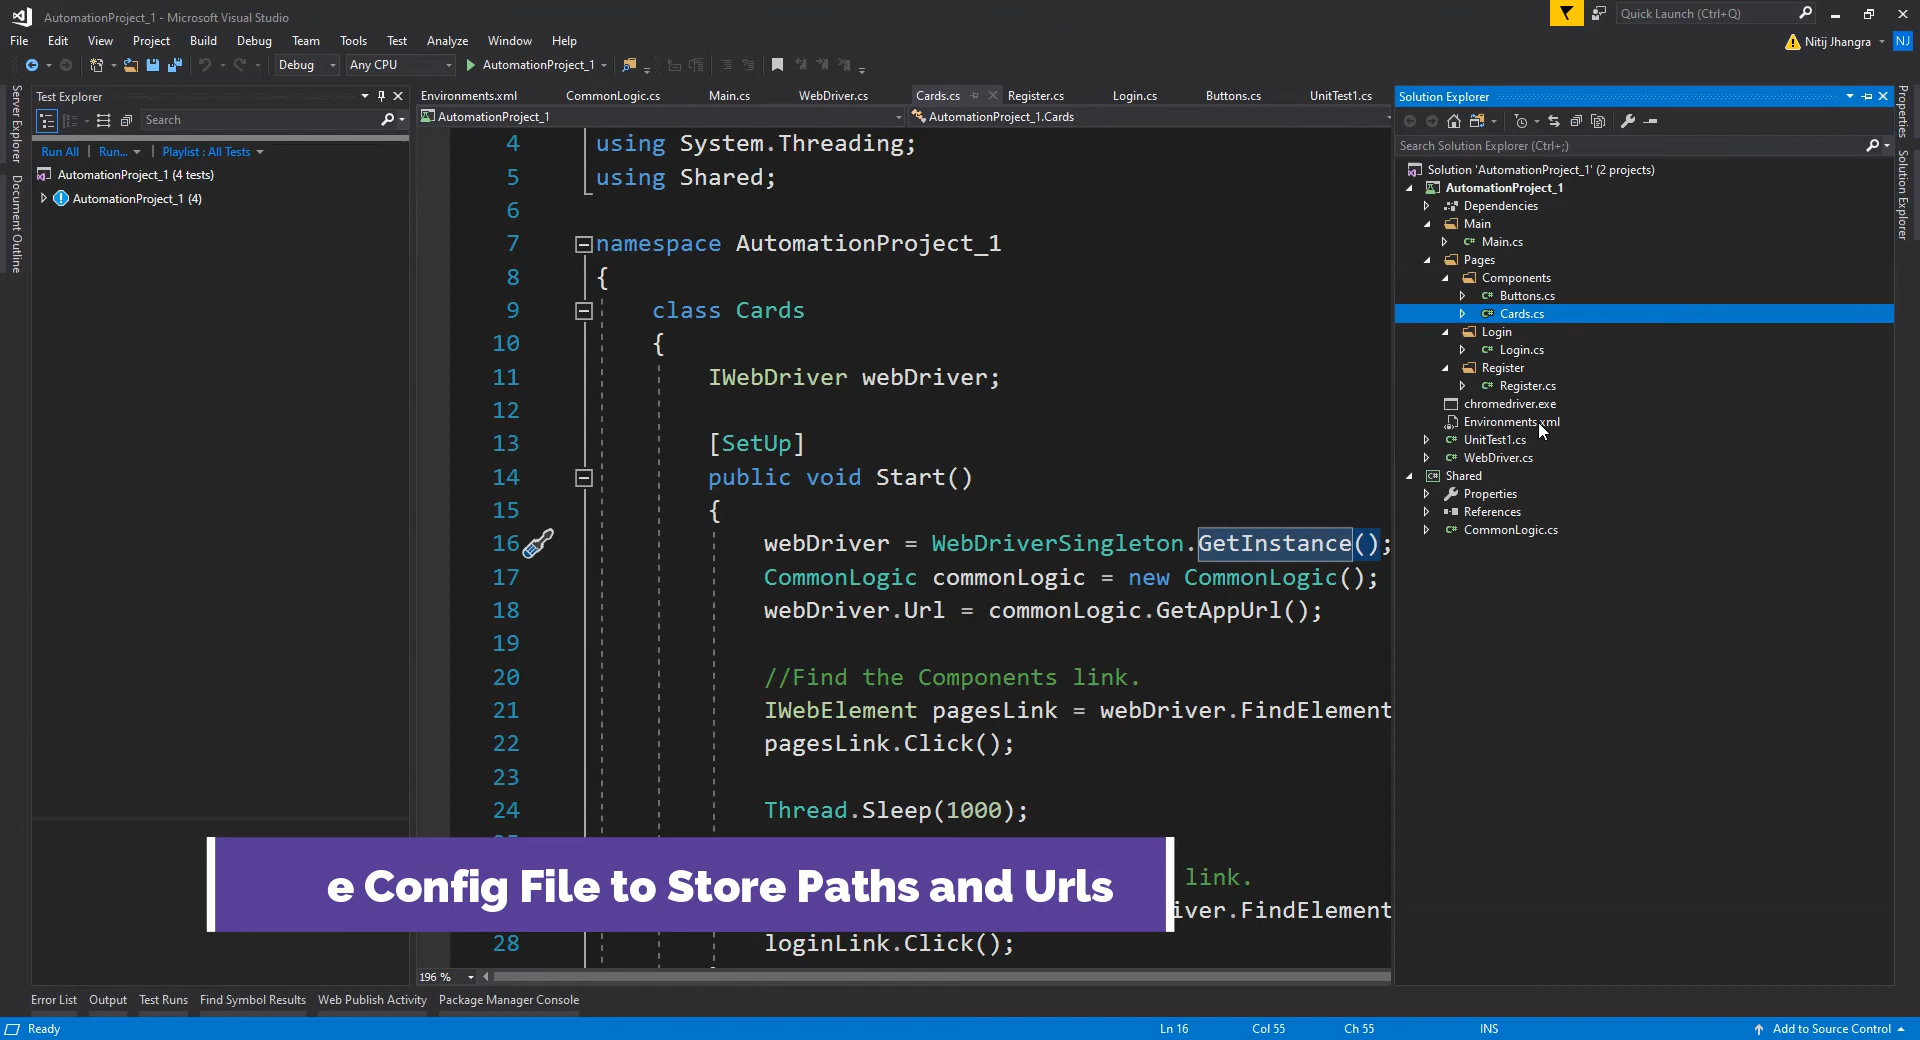 AutomationProject_1 - Microsoft Visual Studio
Quick Launch (Ctrl+Q)
File Edit View Project Build Debug Team Tools Test Analyze Window Help
Nitij Jhangra NJ
Debug Any CPU AutomationProject_1
Server Explorer
Document Outline
Test Explorer
Search
Run All | Run... | Playlist : All Tests
AutomationProject_1 (4 tests)
AutomationProject_1 (4)
Environments.xml CommonLogic.cs Main.cs WebDriver.cs Cards.cs Register.cs Login.cs Buttons.cs UnitTest1.cs
AutomationProject_1 AutomationProject_1.Cards
4 using System.Threading;
5 using Shared;
6
7 namespace AutomationProject_1
8 {
9 class Cards
10 {
11 IWebDriver webDriver;
12
13 [SetUp]
14 public void Start()
15 {
16 webDriver = WebDriverSingleton.GetInstance();
17 CommonLogic commonLogic = new CommonLogic();
18 webDriver.Url = commonLogic.GetAppUrl();
19
20 //Find the Components link.
21 IWebElement pagesLink = webDriver.FindElement
22 pagesLink.Click();
23
24 Thread.Sleep(1000);
link.
iver.FindElement
28 loginLink.Click();
e Config File to Store Paths and Urls
196 %
Solution Explorer
Search Solution Explorer (Ctrl+;)
Solution 'AutomationProject_1' (2 projects)
AutomationProject_1
Dependencies
Main
C# Main.cs
Pages
Components
C# Buttons.cs
C# Cards.cs
Login
C# Login.cs
Register
C# Register.cs
chromedriver.exe
Environments.xml
C# UnitTest1.cs
C# WebDriver.cs
C# Shared
Properties
References
C# CommonLogic.cs
Properties
Solution Explorer
Error List Output Test Runs Find Symbol Results Web Publish Activity Package Manager Console
Ready Ln 16 Col 55 Ch 55 INS Add to Source Control